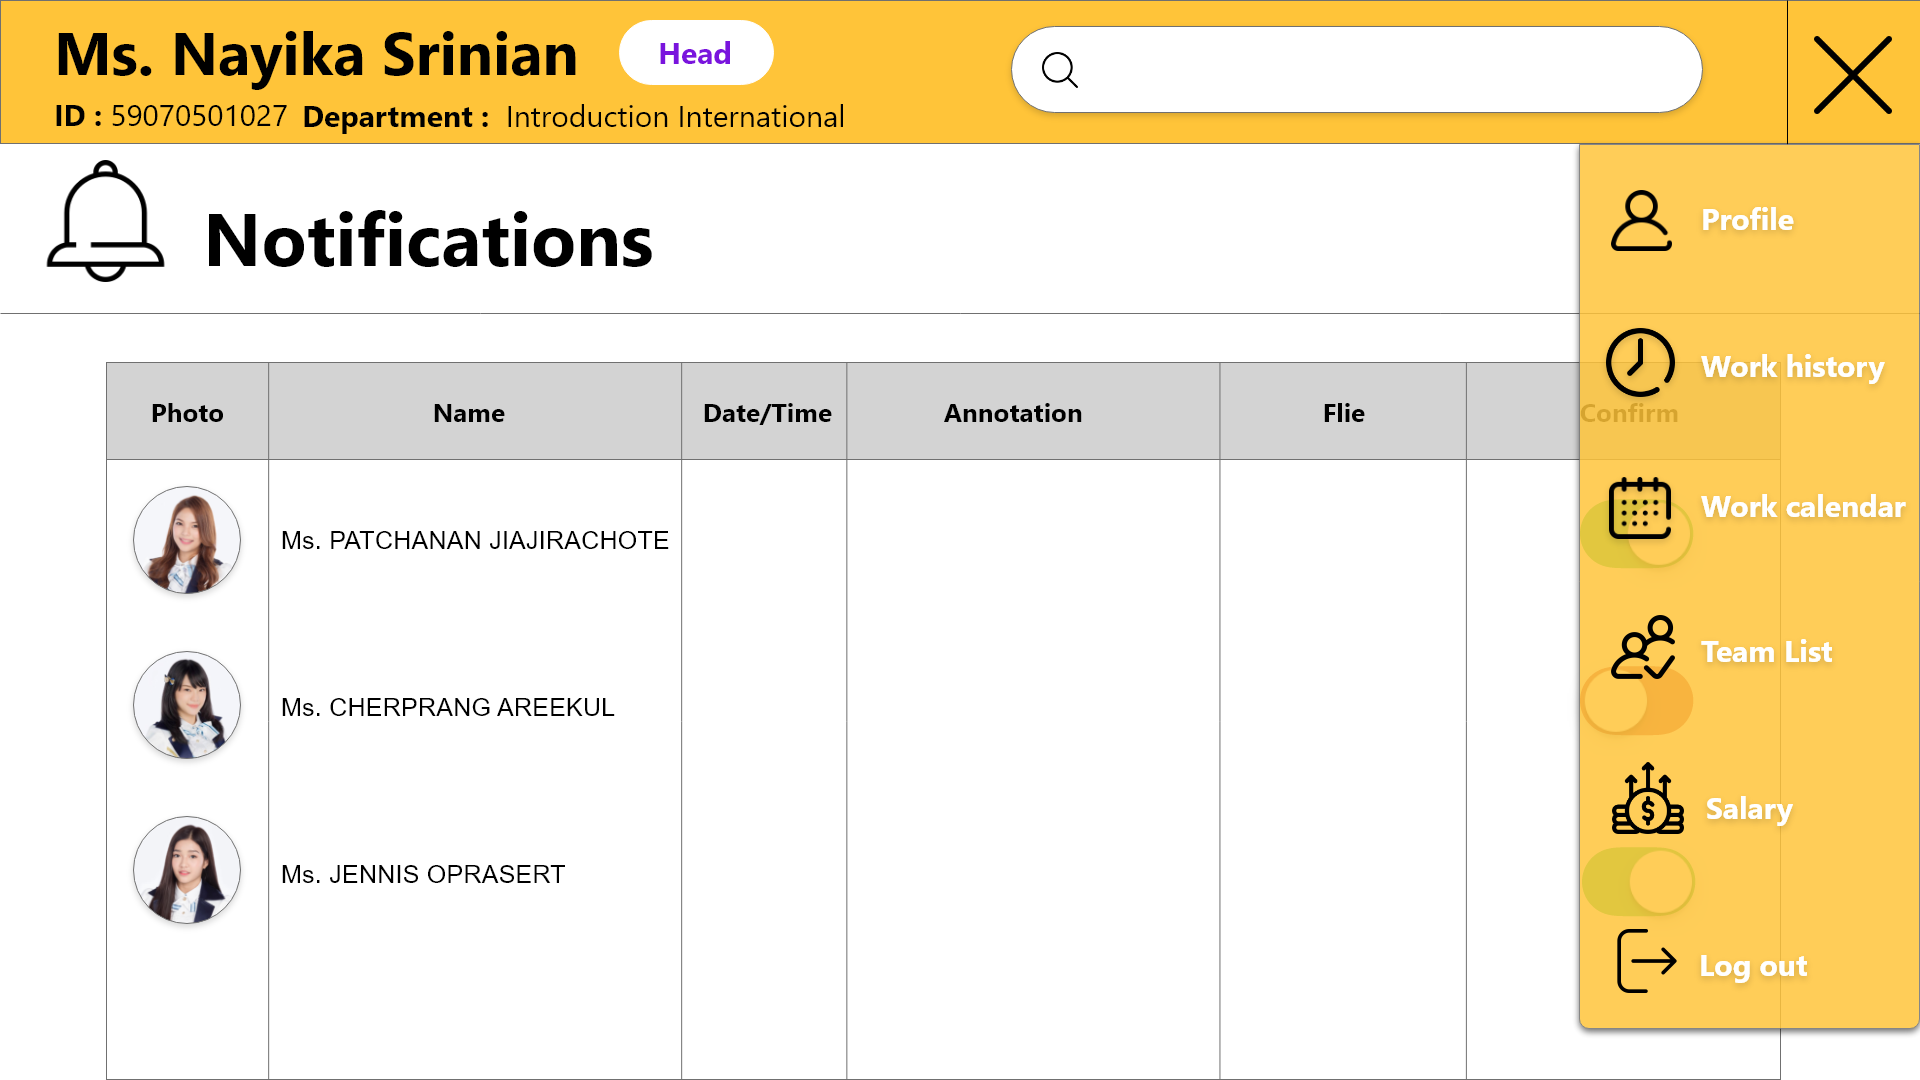 Ms. Nayika Srinian Head
ID : 59070501027 Department : Introduction International
Notifications
Profile
Work history
Photo Name Date/Time Annotation Flie Confirm
Work calendar
Ms. PATCHANAN JIAJIRACHOTE
Team List
Ms. CHERPRANG AREEKUL
Salary
Ms. JENNIS OPRASERT
Log out